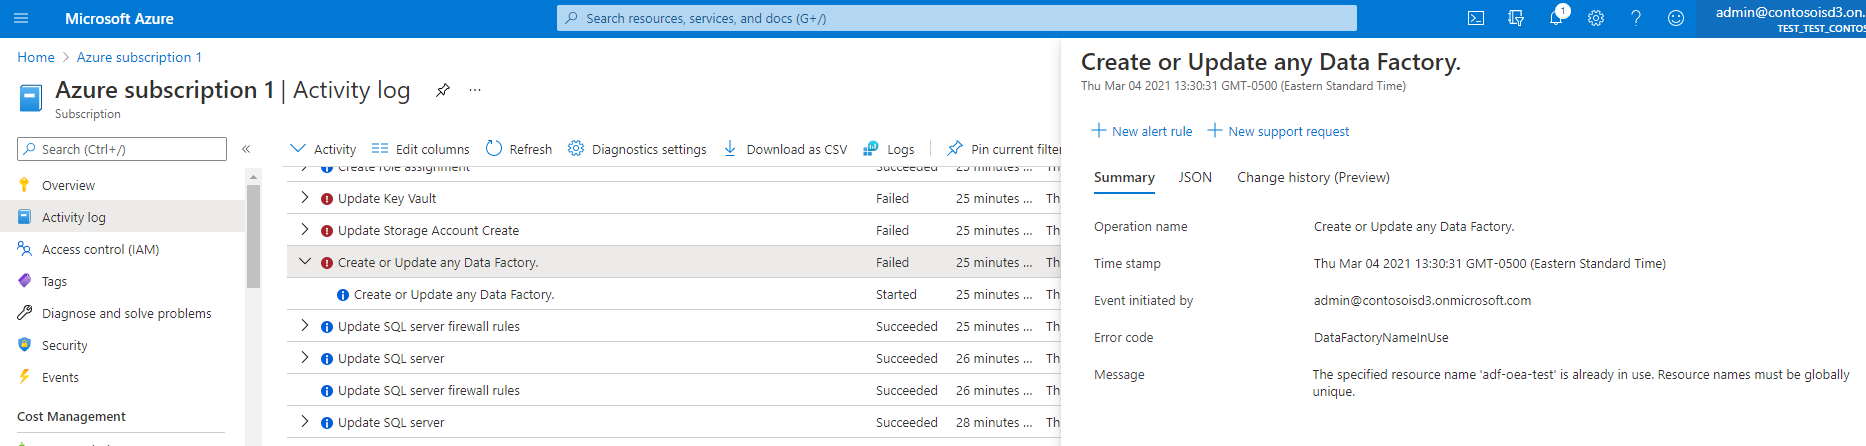 Microsoft Azure
Search resources, services, and docs (G+/)
1
admin@contosoisd3.on.
TEST_TEST_CONTOS
Home > Azure subscription 1
Azure subscription 1 | Activity log ...
Subscription
Search (Ctrl+/) «
Overview
Activity log
Access control (IAM)
Tags
Diagnose and solve problems
Security
Events
Cost Management
Activity Edit columns Refresh Diagnostics settings Download as CSV Logs Pin current filter
Create role assignment Succeeded 25 minutes ... Th
Update Key Vault Failed 25 minutes ... Th
Update Storage Account Create Failed 25 minutes ... Th
Create or Update any Data Factory. Failed 25 minutes ... Th
Create or Update any Data Factory. Started 25 minutes ... Th
Update SQL server firewall rules Succeeded 25 minutes ... Th
Update SQL server Succeeded 26 minutes ... Th
Update SQL server firewall rules Succeeded 26 minutes ... Th
Update SQL server Succeeded 28 minutes ... Th
Create or Update any Data Factory.
Thu Mar 04 2021 13:30:31 GMT-0500 (Eastern Standard Time)
+ New alert rule + New support request
Summary JSON Change history (Preview)
Operation name Create or Update any Data Factory.
Time stamp Thu Mar 04 2021 13:30:31 GMT-0500 (Eastern Standard Time)
Event initiated by admin@contosoisd3.onmicrosoft.com
Error code DataFactoryNameInUse
Message The specified resource name 'adf-oea-test' is already in use. Resource names must be globally
unique.